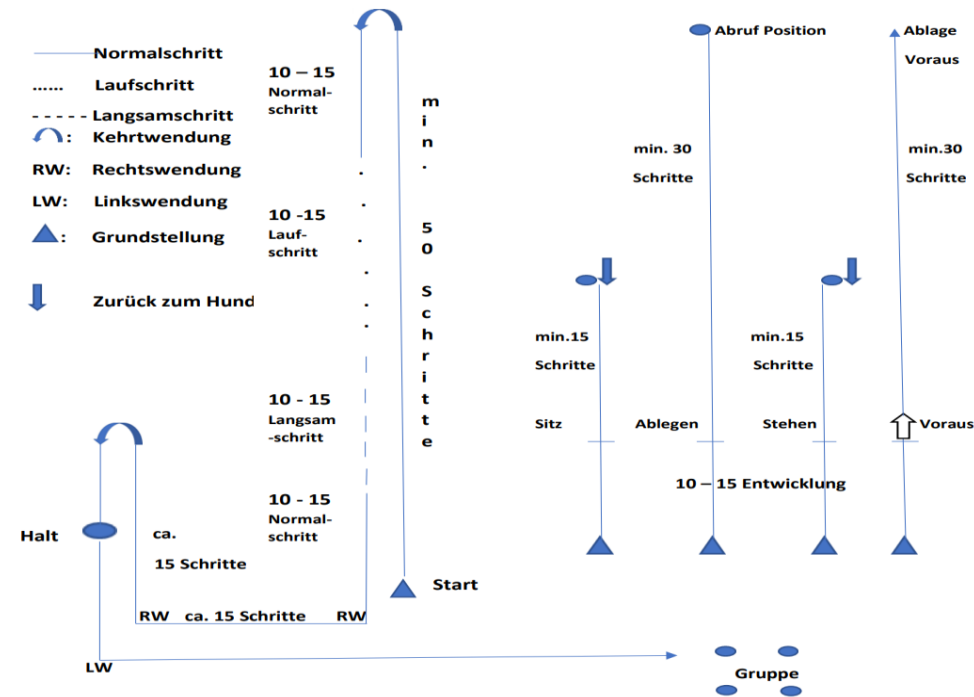 Normalschritt
...... Laufschritt
- - - - - Langsamschritt
: Kehrtwendung
RW: Rechtswendung
LW: Linkswendung
: Grundstellung
Zurück zum Hund
10 – 15
Normal-
schritt
10 -15
Lauf-
schritt
10 - 15
Langsam
-schritt
10 - 15
Normal-
schritt
min. 50 Schritte
Start
Halt
ca.
15 Schritte
RW ca. 15 Schritte RW
LW
Abruf Position
Ablage
Voraus
min. 30
Schritte
min.30
Schritte
min.15
Schritte
min.15
Schritte
Sitz Ablegen Stehen Voraus
10 – 15 Entwicklung
Gruppe